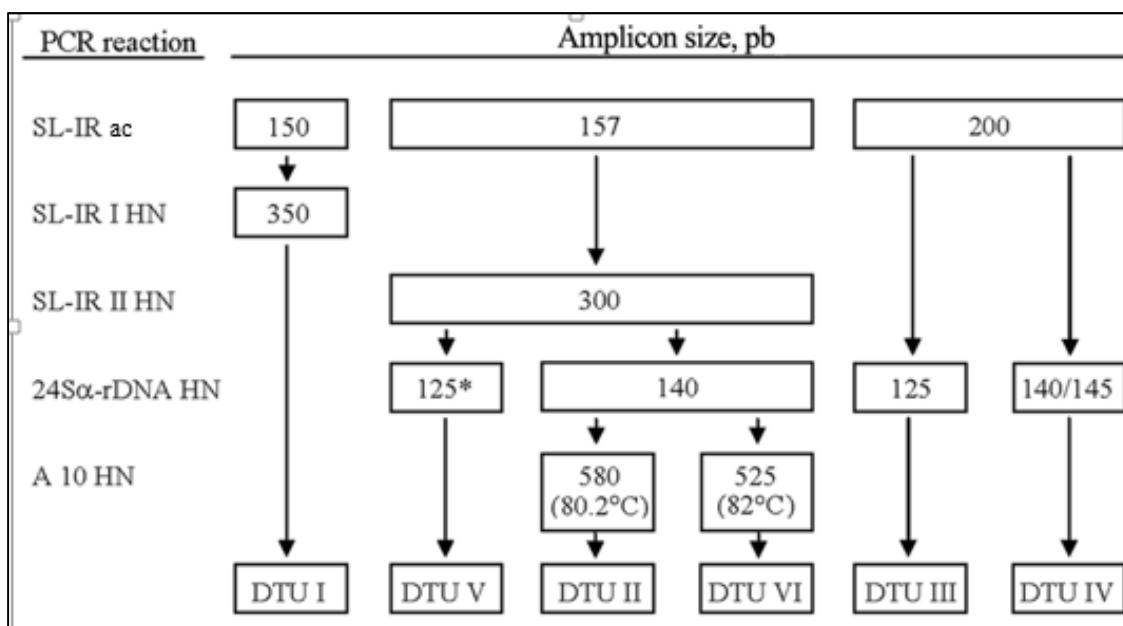 PCR reaction Amplicon size, pb
SL-IR ac 150 157 200
SL-IR I HN 350
SL-IR II HN 300
24Sα-rDNA HN 125* 140 125 140/145
A 10 HN 580 525
(80.2°C) (82°C)
DTU I DTU V DTU II DTU VI DTU III DTU IV